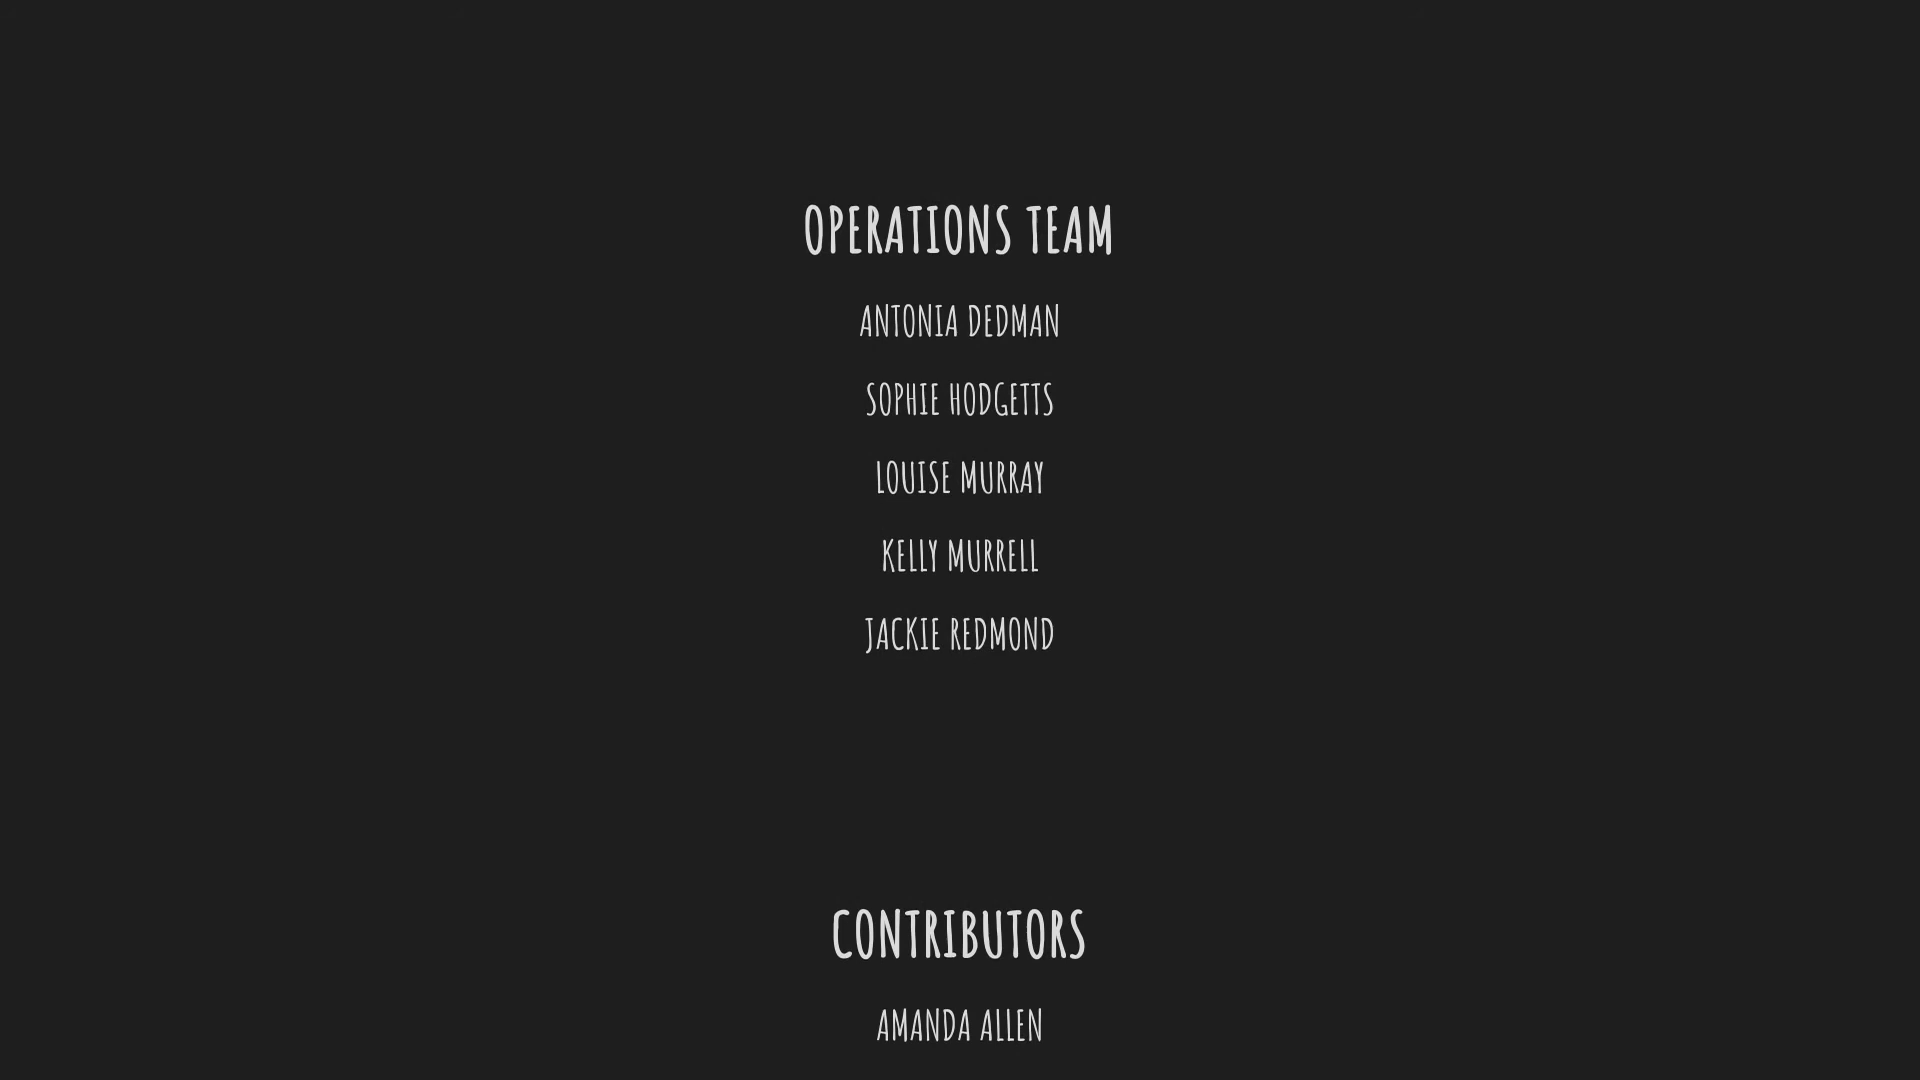 OPERATIONS TEAM
ANTONIA DEDMAN
SOPHIE HODGETTS
LOUISE MURRAY
KELLY MURRELL
JACKIE REDMOND
CONTRIBUTORS
AMANDA ALLEN